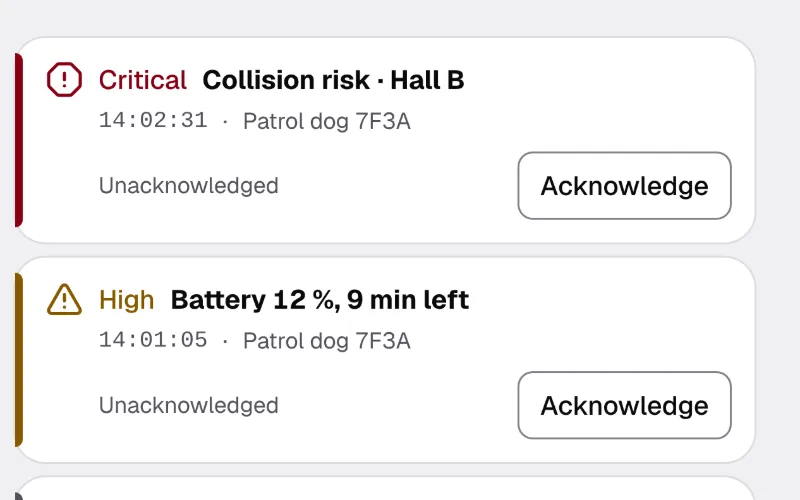 Critical Collision risk · Hall B
14:02:31 · Patrol dog 7F3A
Unacknowledged Acknowledge
High Battery 12 %, 9 min left
14:01:05 · Patrol dog 7F3A
Unacknowledged Acknowledge